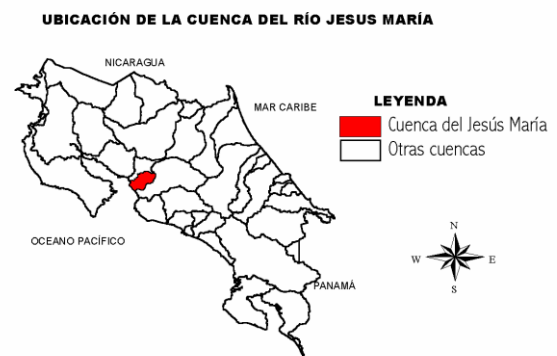 UBICACIÓN DE LA CUENCA DEL RÍO JESUS MARÍA
NICARAGUA
MAR CARIBE
LEYENDA
Cuenca del Jesús María
Otras cuencas
OCEANO PACÍFICO
N
W
E
S
PANAMÁ